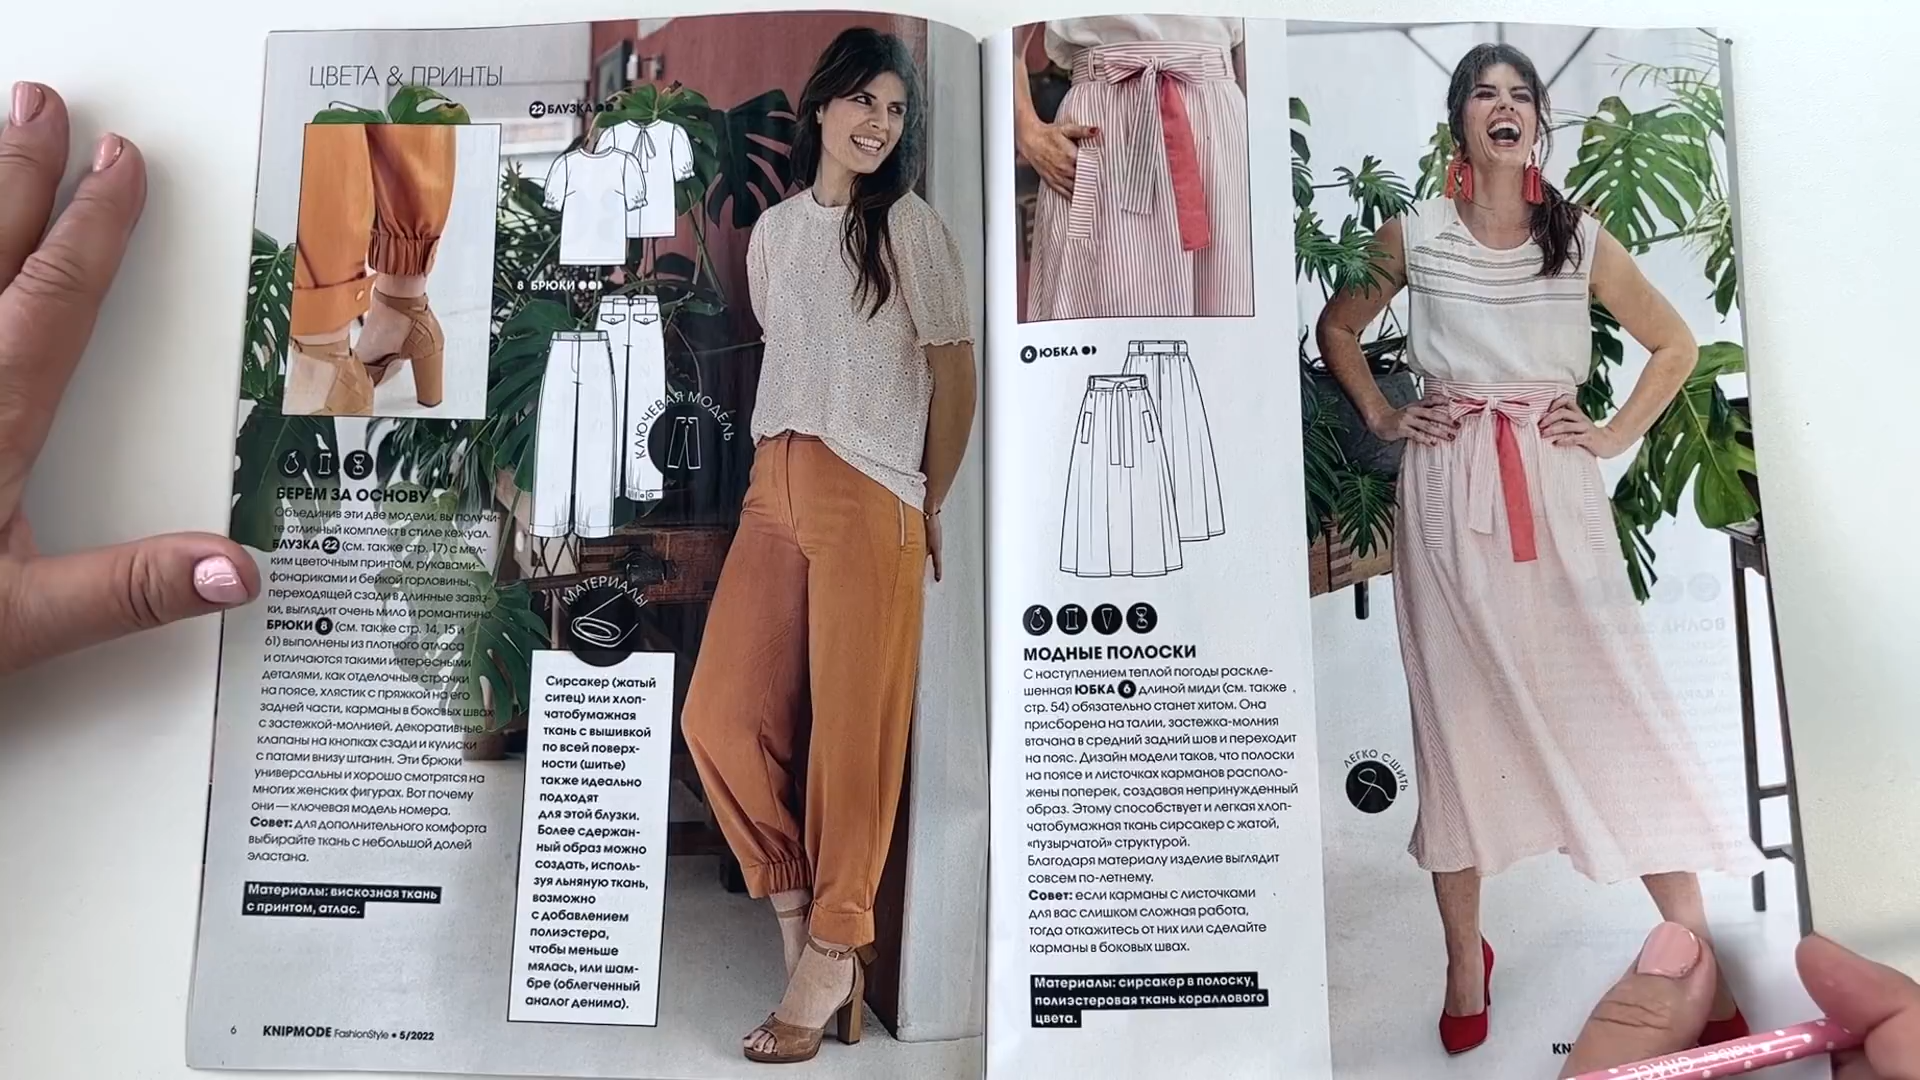 ЦВЕТА & ПРИНТЫ
22 БЛУЗКА
8 БРЮКИ
КЛЮЧЕВАЯ МОДЕЛЬ
БЕРЕМ ЗА ОСНОВУ
Объединив эти две модели, вы получи-
те отличный комплект в стиле кежуал.
БЛУЗКА 22 (см. также стр. 17) с мел-
ким цветочным принтом, рукавами-
фонариками и бейкой горловины,
переходящей сзади в длинные завяз-
ки, выглядит очень мило и романтично.
БРЮКИ 8 (см. также стр. 14, 15 и
61) выполнены из плотного атласа
и отличаются такими интересными
деталями, как отделочные строчки
на поясе, хлястик с пряжкой на его
задней части, карманы в боковых швах
с застежкой-молнией, декоративные
клапаны на кнопках сзади и кулиски
с патами внизу штанин. Эти брюки
универсальны и хорошо смотрятся на
многих женских фигурах. Вот почему
они — ключевая модель номера.
Совет: для дополнительного комфорта
выбирайте ткань с небольшой долей
эластана.
Материалы: вискозная ткань
с принтом, атлас.
МАТЕРИАЛЫ
Сирсакер (жатый
ситец) или хлоп-
чатобумажная
ткань с вышивкой
по всей поверх-
ности (шитье)
также идеально
подходят
для этой блузки.
Более сдержан-
ный образ можно
создать, исполь-
зуя льняную ткань,
возможно
с добавлением
полиэстера,
чтобы меньше
мялась, или шам-
бре (облегченный
аналог денима).
6 KNIPMODE FashionStyle • 5/2022
6 ЮБКА
МОДНЫЕ ПОЛОСКИ
С наступлением теплой погоды раскле-
шенная ЮБКА 6 длиной миди (см. также
стр. 54) обязательно станет хитом. Она
присборена на талии, застежка-молния
втачана в средний задний шов и переходит
на пояс. Дизайн модели таков, что полоски
на поясе и листочках карманов располо-
жены поперек, создавая непринужденный
образ. Этому способствует и легкая хлоп-
чатобумажная ткань сирсакер с жатой,
«пузырчатой» структурой.
Благодаря материалу изделие выглядит
совсем по-летнему.
Совет: если карманы с листочками
для вас слишком сложная работа,
тогда откажитесь от них или сделайте
карманы в боковых швах.
Материалы: сирсакер в полоску,
полиэстеровая ткань кораллового
цвета.
ЛЕГКО СШИТЬ
KN
GRACE